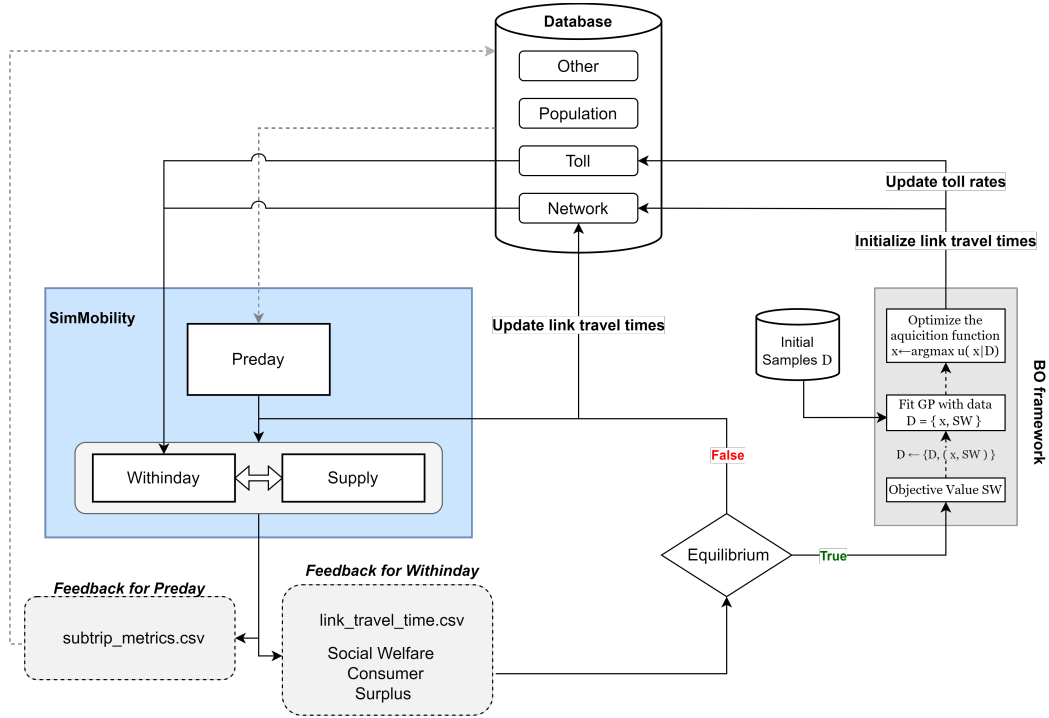 Database
Other
Population
Toll
Network
Update toll rates
Initialize link travel times
SimMobility
Preday
Update link travel times
Initial
Samples D
Optimize the
aquicition function
x←argmax u( x|D)
Fit GP with data
D = { x, SW }
D ← {D, ( x, SW ) }
Objective Value SW
BO framework
Withinday
Supply
False
Equilibrium
True
Feedback for Preday
subtrip_metrics.csv
Feedback for Withinday
link_travel_time.csv
Social Welfare
Consumer
Surplus